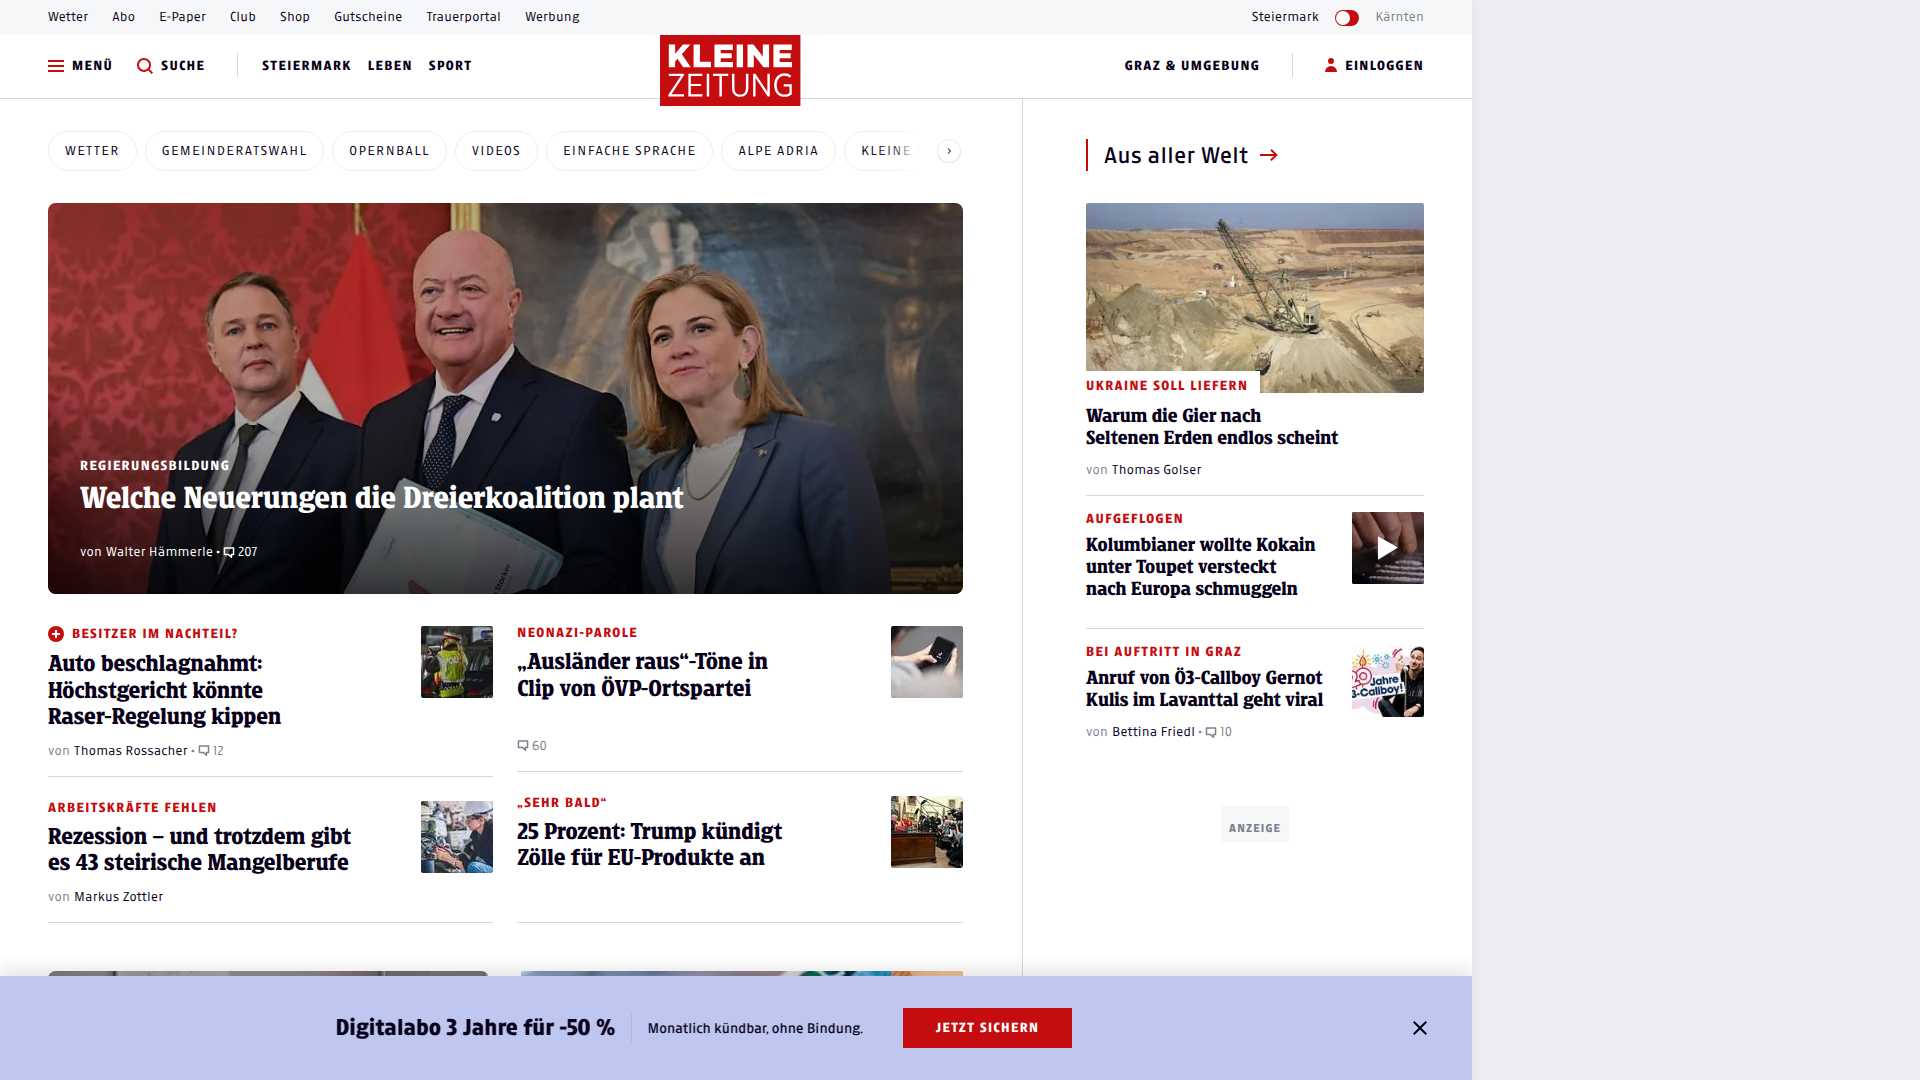 Wetter Abo E-Paper Club Shop Gutscheine Trauerportal Werbung
Steiermark Kärnten
MENÜ SUCHE STEIERMARK LEBEN SPORT
KLEINE
ZEITUNG
GRAZ & UMGEBUNG EINLOGGEN
WETTER GEMEINDERATSWAHL OPERNBALL VIDEOS EINFACHE SPRACHE ALPE ADRIA KLEINE
REGIERUNGSBILDUNG
Welche Neuerungen die Dreierkoalition plant
von Walter Hämmerle • 207
BESITZER IM NACHTEIL?
Auto beschlagnahmt:
Höchstgericht könnte
Raser-Regelung kippen
von Thomas Rossacher • 12
NEONAZI-PAROLE
„Ausländer raus“-Töne in
Clip von ÖVP-Ortspartei
60
ARBEITSKRÄFTE FEHLEN
Rezession – und trotzdem gibt
es 43 steirische Mangelberufe
von Markus Zottler
„SEHR BALD“
25 Prozent: Trump kündigt
Zölle für EU-Produkte an
Aus aller Welt
UKRAINE SOLL LIEFERN
Warum die Gier nach
Seltenen Erden endlos scheint
von Thomas Golser
AUFGEFLOGEN
Kolumbianer wollte Kokain
unter Toupet versteckt
nach Europa schmuggeln
BEI AUFTRITT IN GRAZ
Anruf von Ö3-Callboy Gernot
Kulis im Lavanttal geht viral
von Bettina Friedl • 10
20
Jahre
3-Callboy!
ANZEIGE
Digitalabo 3 Jahre für -50 %
Monatlich kündbar, ohne Bindung.
JETZT SICHERN